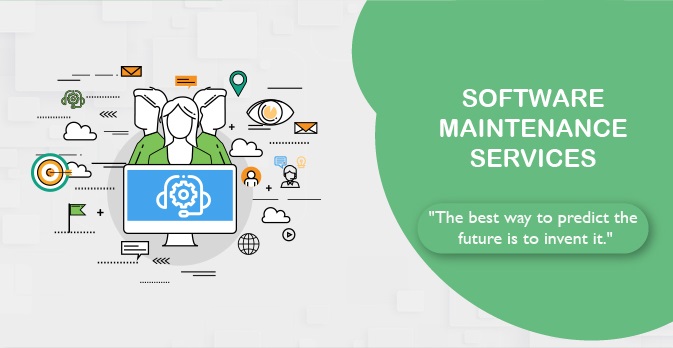 SOFTWARE
MAINTENANCE
SERVICES
"The best way to predict the
future is to invent it."